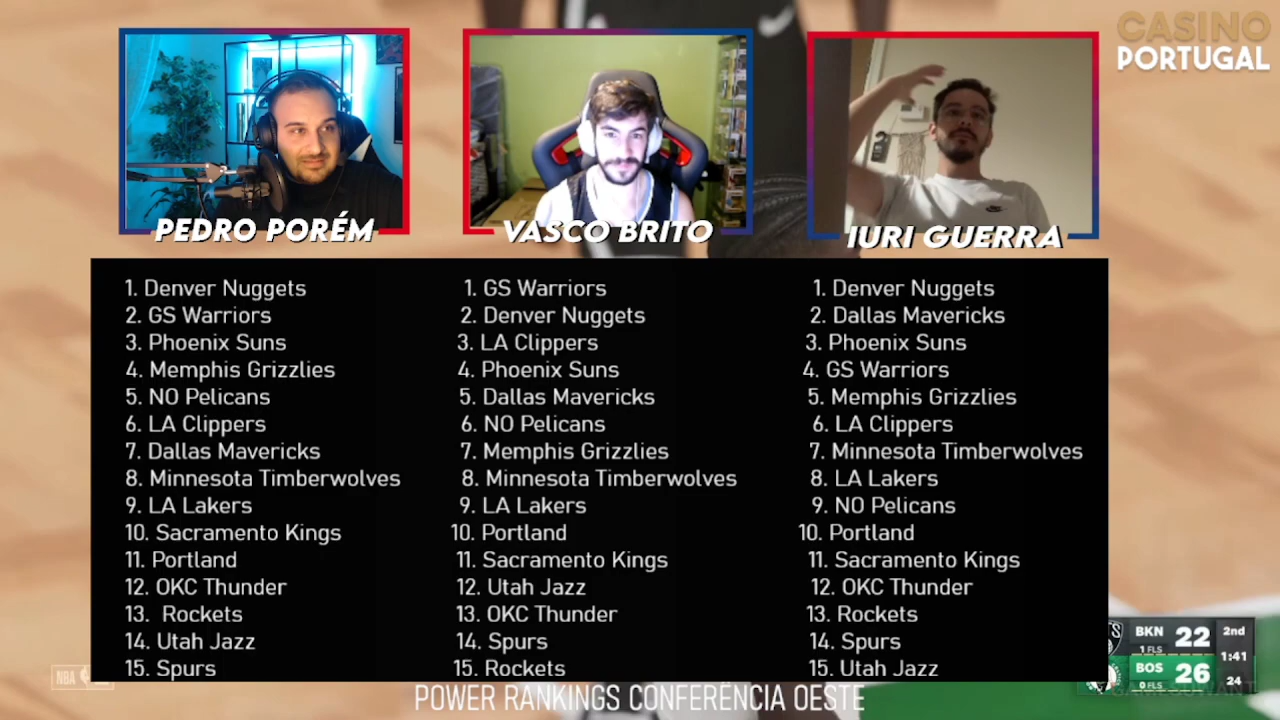 CASINO
PORTUGAL
PEDRO PORÉM
VASCO BRITO
IURI GUERRA
1. Denver Nuggets
2. GS Warriors
3. Phoenix Suns
4. Memphis Grizzlies
5. NO Pelicans
6. LA Clippers
7. Dallas Mavericks
8. Minnesota Timberwolves
9. LA Lakers
10. Sacramento Kings
11. Portland
12. OKC Thunder
13. Rockets
14. Utah Jazz
15. Spurs
1. GS Warriors
2. Denver Nuggets
3. LA Clippers
4. Phoenix Suns
5. Dallas Mavericks
6. NO Pelicans
7. Memphis Grizzlies
8. Minnesota Timberwolves
9. LA Lakers
10. Portland
11. Sacramento Kings
12. Utah Jazz
13. OKC Thunder
14. Spurs
15. Rockets
1. Denver Nuggets
2. Dallas Mavericks
3. Phoenix Suns
4. GS Warriors
5. Memphis Grizzlies
6. LA Clippers
7. Minnesota Timberwolves
8. LA Lakers
9. NO Pelicans
10. Portland
11. Sacramento Kings
12. OKC Thunder
13. Rockets
14. Spurs
15. Utah Jazz
BKN 22 2nd
1 FLS
1:41
BOS 26 24
0 FLS
NBA
POWER RANKINGS CONFERÊNCIA OESTE